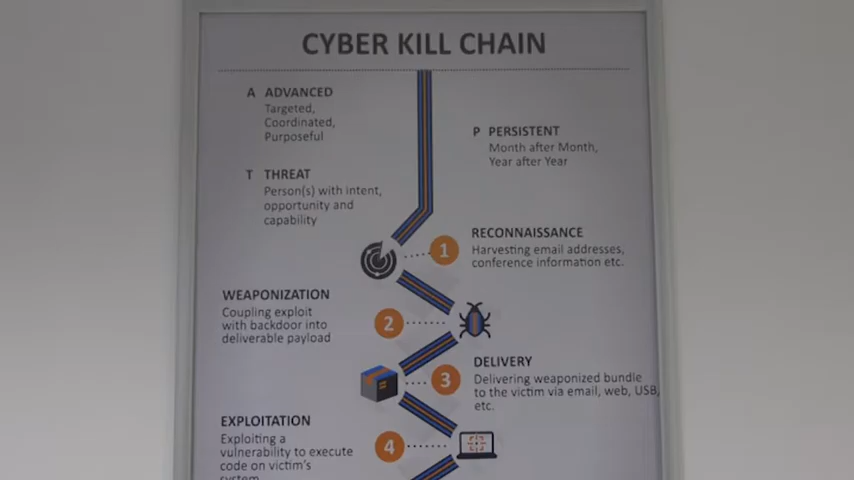 CYBER KILL CHAIN
A ADVANCED
Targeted,
Coordinated,
Purposeful
P PERSISTENT
Month after Month,
Year after Year
T THREAT
Person(s) with intent,
opportunity and
capability
1
RECONNAISSANCE
Harvesting email addresses,
conference information etc.
WEAPONIZATION
Coupling exploit
with backdoor into
deliverable payload
2
3
DELIVERY
Delivering weaponized bundle
to the victim via email, web, USB,
etc.
EXPLOITATION
Exploiting a
vulnerability to execute
code on victim's
system
4